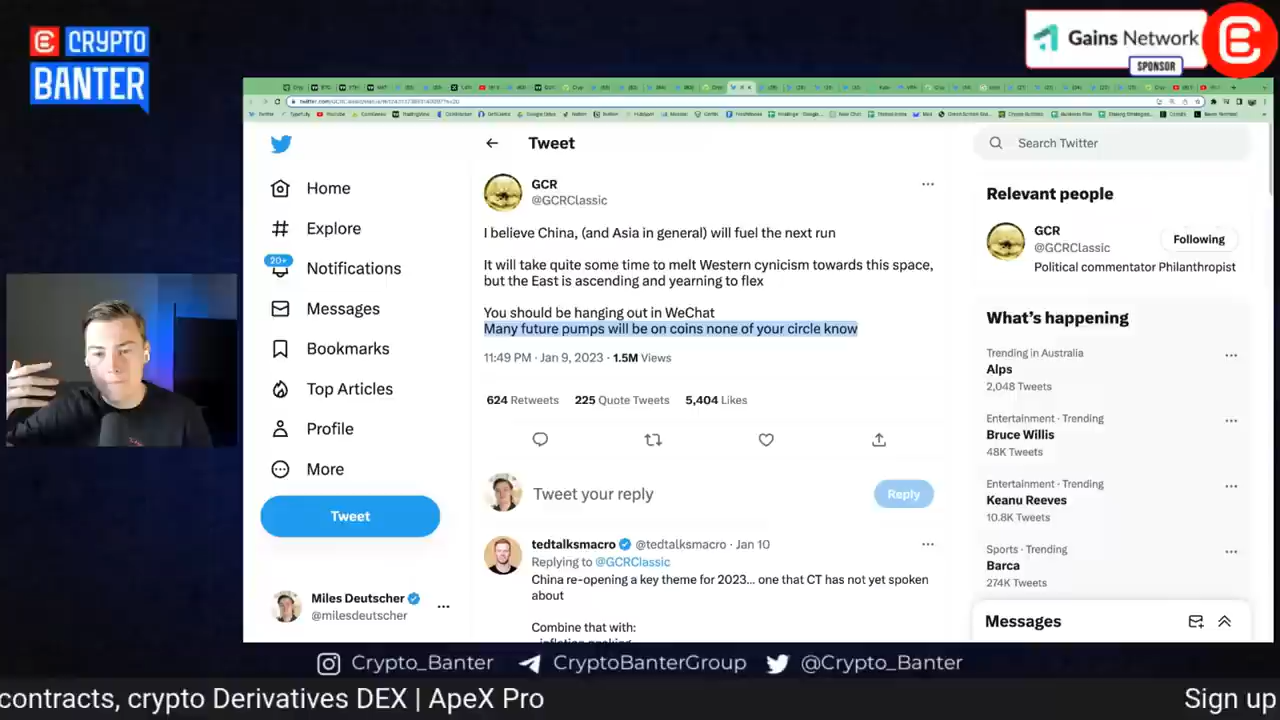 CRYPTO
BANTER
Gains Network
SPONSOR
Tweet
Search Twitter
Home
Explore
20+
Notifications
Messages
Bookmarks
Top Articles
Profile
More
Tweet
Miles Deutscher
@milesdeutscher
GCR
@GCRClassic
I believe China, (and Asia in general) will fuel the next run
It will take quite some time to melt Western cynicism towards this space,
but the East is ascending and yearning to flex
You should be hanging out in WeChat
Many future pumps will be on coins none of your circle know
11:49 PM · Jan 9, 2023 · 1.5M Views
624 Retweets 225 Quote Tweets 5,404 Likes
Tweet your reply
Reply
tedtalksmacro @tedtalksmacro · Jan 10
Replying to @GCRClassic
China re-opening a key theme for 2023... one that CT has not yet spoken
about
Combine that with:
Relevant people
GCR
@GCRClassic
Following
Political commentator Philanthropist
What's happening
Trending in Australia
Alps
2,048 Tweets
Entertainment · Trending
Bruce Willis
48K Tweets
Entertainment · Trending
Keanu Reeves
10.8K Tweets
Sports · Trending
Barca
274K Tweets
Messages
Crypto_Banter CryptoBanterGroup @Crypto_Banter
contracts, crypto Derivatives DEX | ApeX Pro Sign up